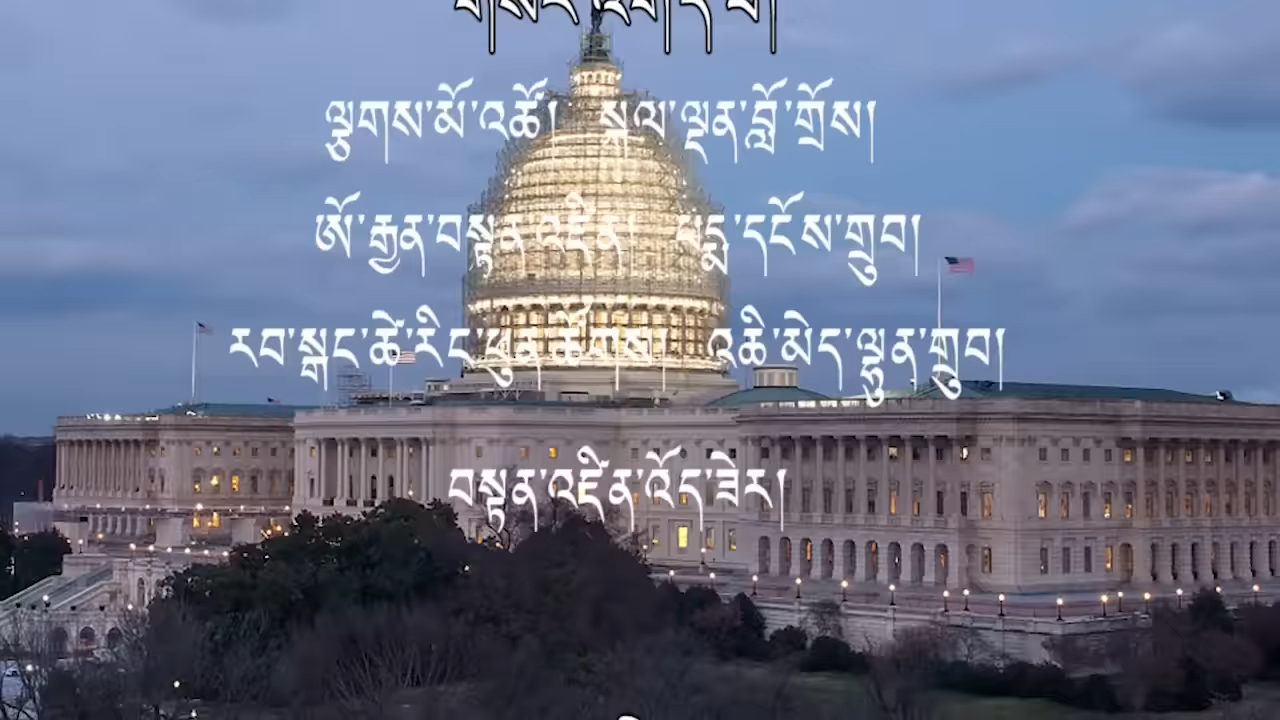 ལྕགས་མོ་འཚོ། སྐལ་ལྡན་བློ་གྲོས།
ཨོ་རྒྱན་བསྟན་འཛིན། པདྨ་དངོས་གྲུབ།
རབ་སྒང་ཚེ་རིང་ཕུན་ཚོགས། འཆི་མེད་ལྷུན་གྲུབ།
བསྟན་འཛིན་འོད་ཟེར།